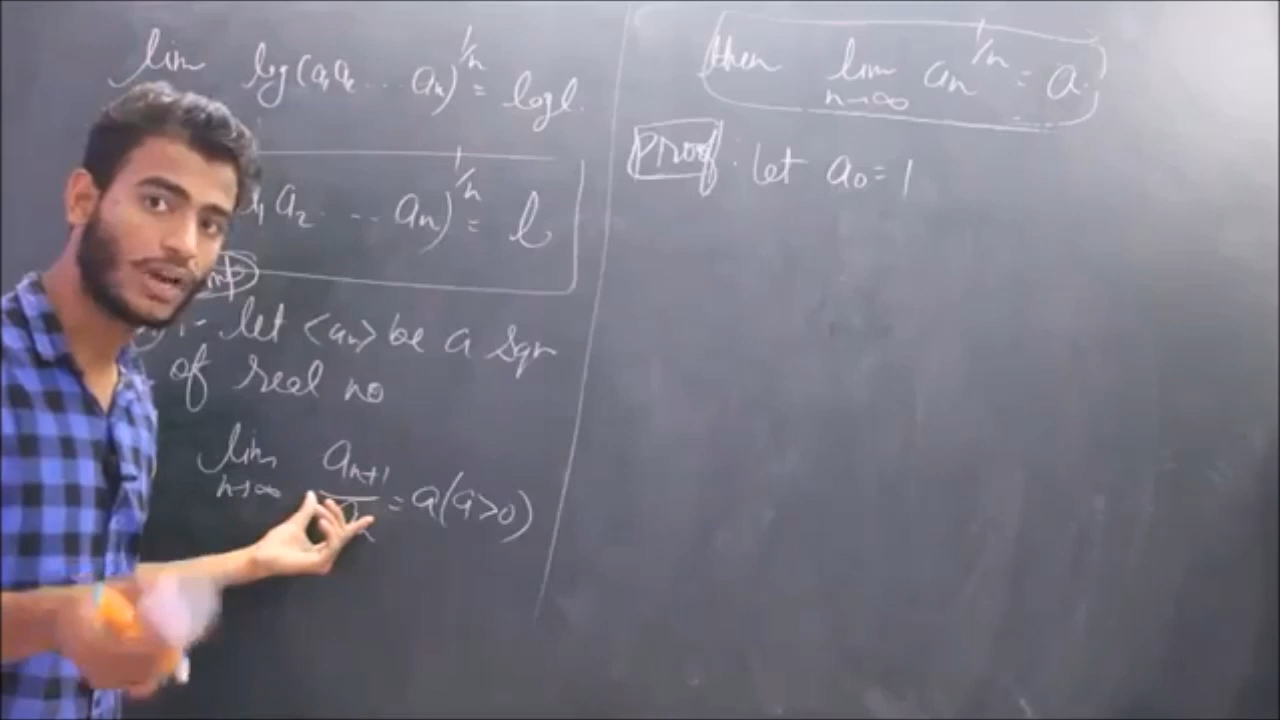 lim log(a₁a₂ ... aₙ)^1/n = log l.
a₂ ... aₙ)^1/n = l
let <aₙ> be a sqn
of real no
lim n→∞ aₙ₊₁ = a(a>0)
then lim n→∞ aₙ^1/n = a.
Proof : let a₀ = 1